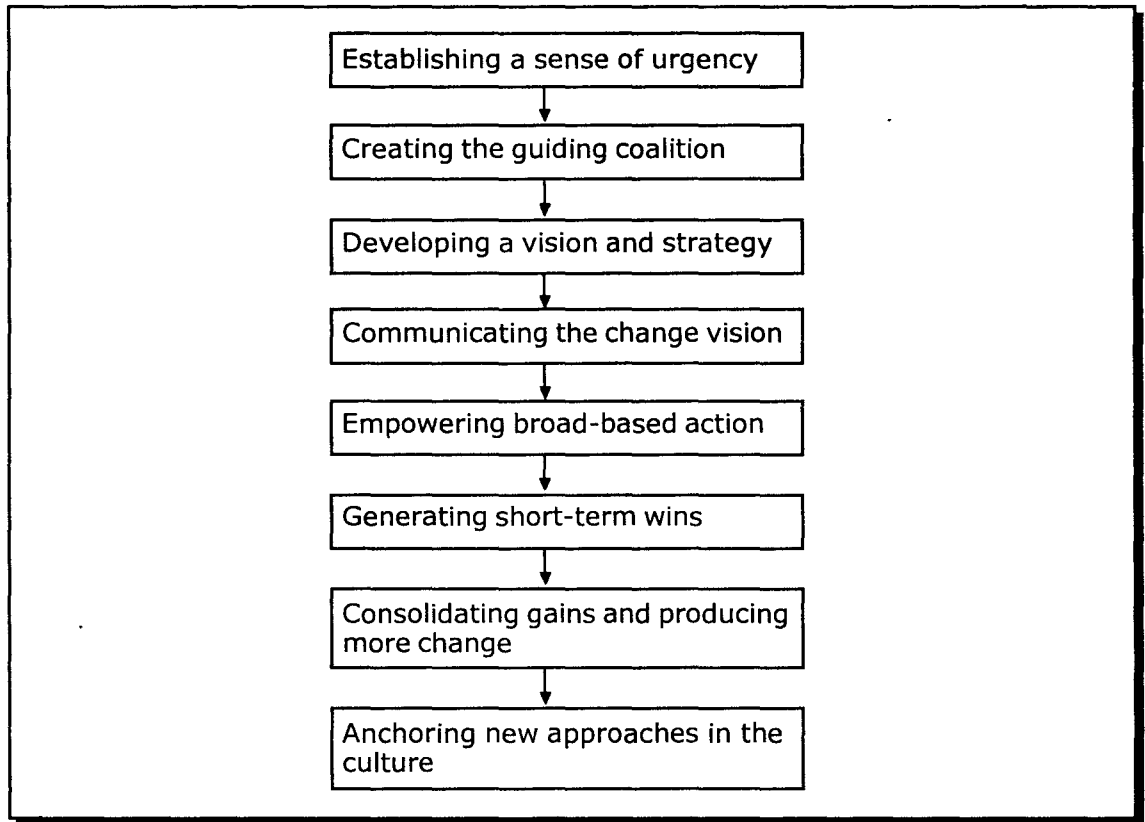 Establishing a sense of urgency
Creating the guiding coalition
Developing a vision and strategy
Communicating the change vision
Empowering broad-based action
Generating short-term wins
Consolidating gains and producing
more change
Anchoring new approaches in the
culture